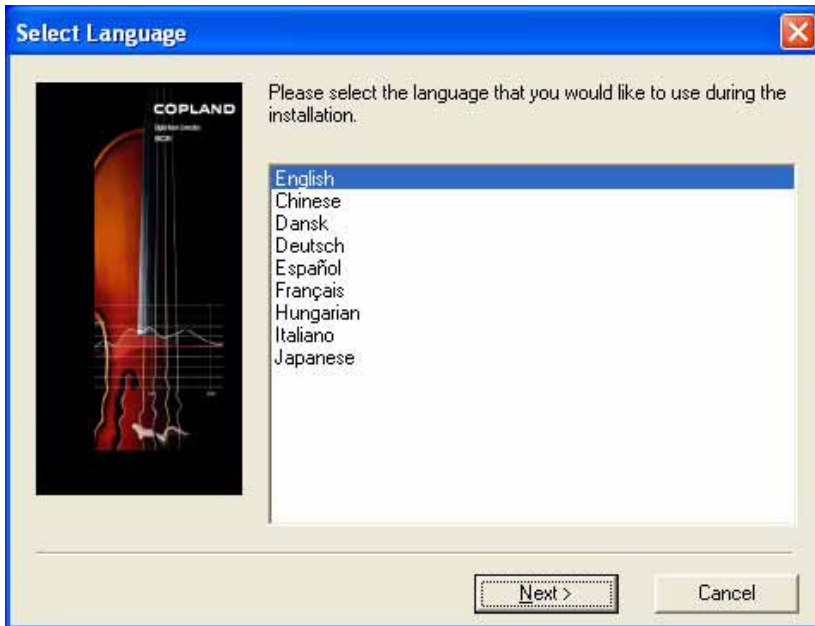 Select Language
COPLAND
Please select the language that you would like to use during the
installation.
English
Chinese
Dansk
Deutsch
Español
Français
Hungarian
Italiano
Japanese
Next >
Cancel